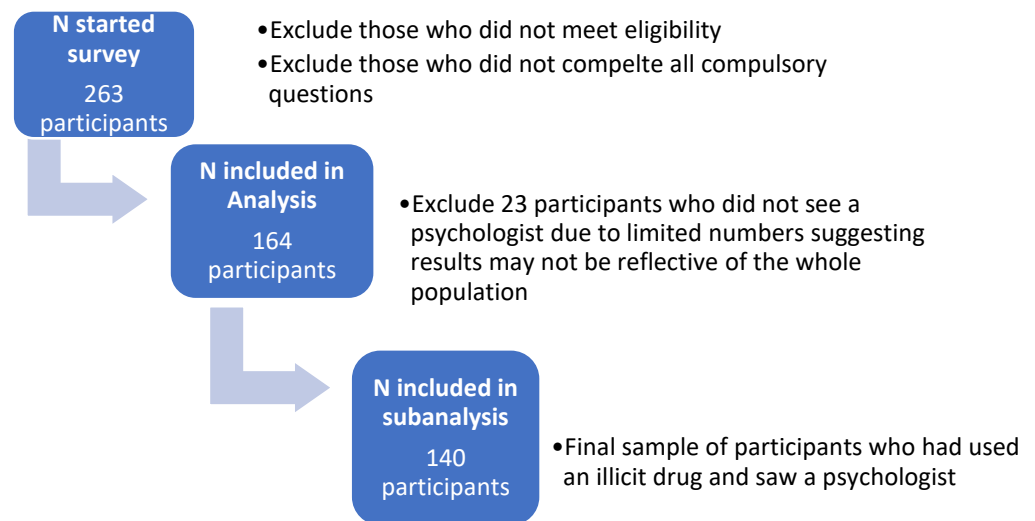 N started
survey
263
participants
•Exclude those who did not meet eligibility
•Exclude those who did not compelte all compulsory
questions
N included in
Analysis
164
participants
•Exclude 23 participants who did not see a
psychologist due to limited numbers suggesting
results may not be reflective of the whole
population
N included in
subanalysis
140
participants
•Final sample of participants who had used
an illicit drug and saw a psychologist